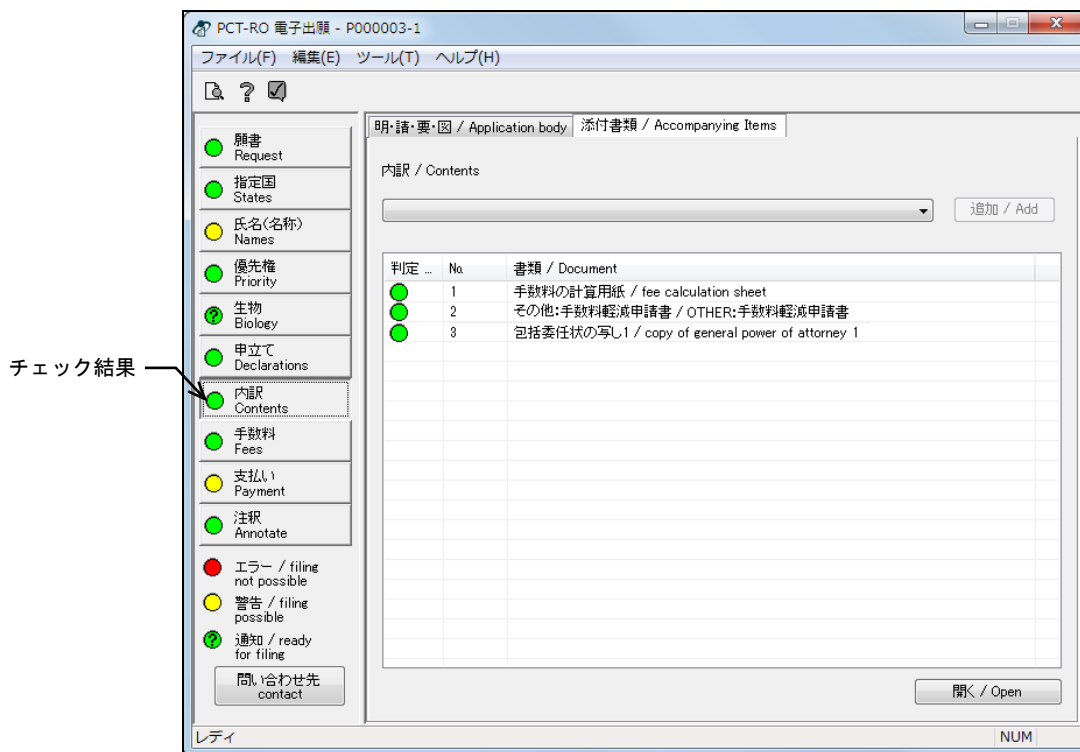 PCT-RO 電子出願 - P000003-1
ファイル(F) 編集(E) ツール(T) ヘルプ(H)
願書
Request
指定国
States
氏名(名称)
Names
優先権
Priority
生物
Biology
申立て
Declarations
チェック結果
内訳
Contents
手数料
Fees
支払い
Payment
注釈
Annotate
エラー / filing
not possible
警告 / filing
possible
通知 / ready
for filing
問い合わせ先
contact
明・請・要・図 / Application body 添付書類 / Accompanying Items
内訳 / Contents
追加 / Add
判定 ... No. 書類 / Document
1 手数料の計算用紙 / fee calculation sheet
2 その他:手数料軽減申請書 / OTHER:手数料軽減申請書
3 包括委任状の写し1 / copy of general power of attorney 1
開く / Open
レディ NUM